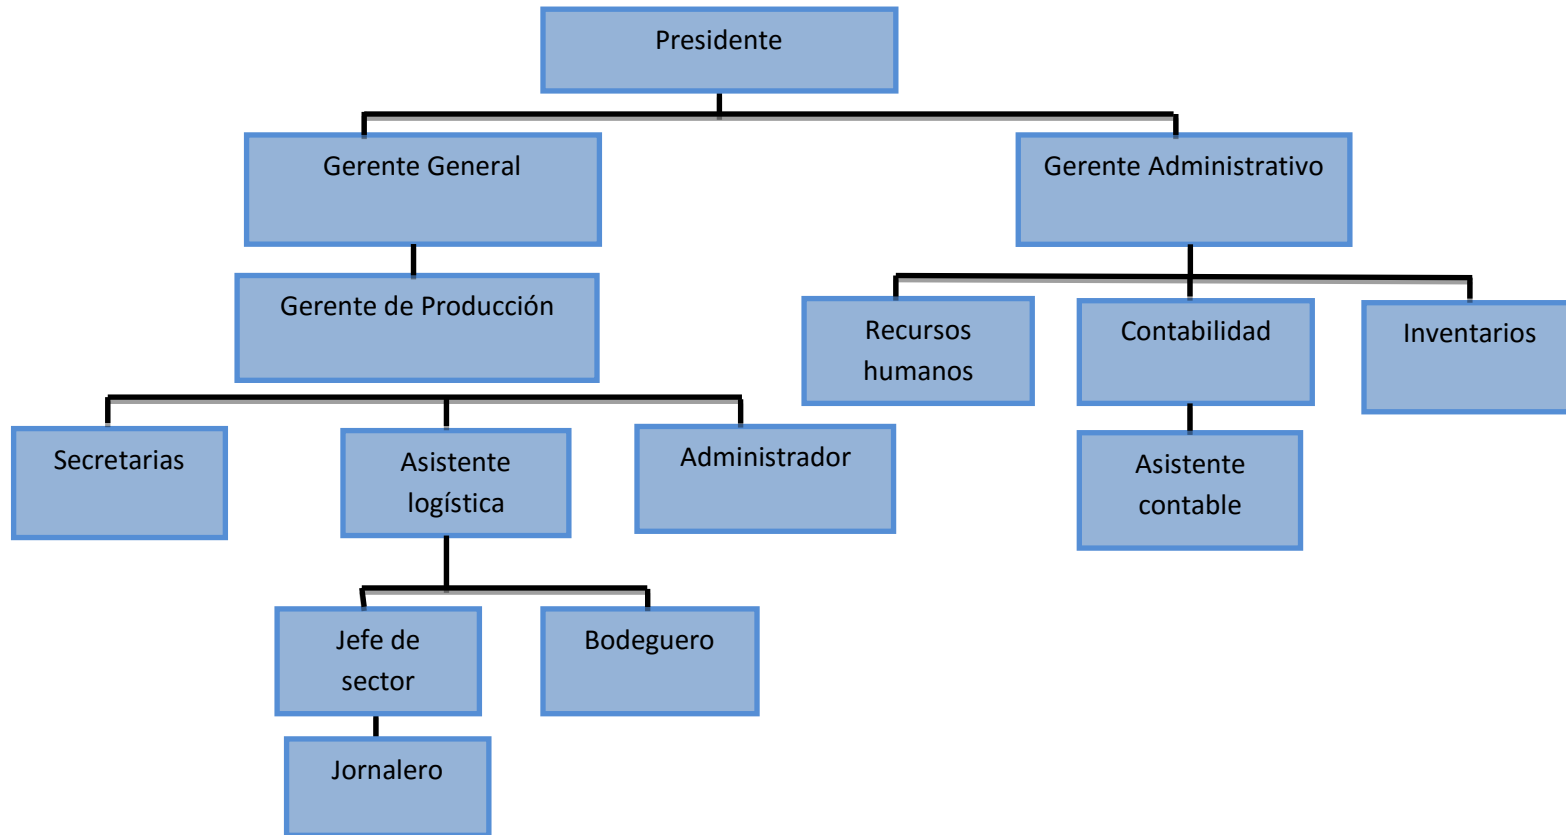 Presidente
Gerente General
Gerente Administrativo
Gerente de Producción
Recursos
humanos
Contabilidad
Inventarios
Secretarias
Asistente
logística
Administrador
Asistente
contable
Jefe de
sector
Bodeguero
Jornalero